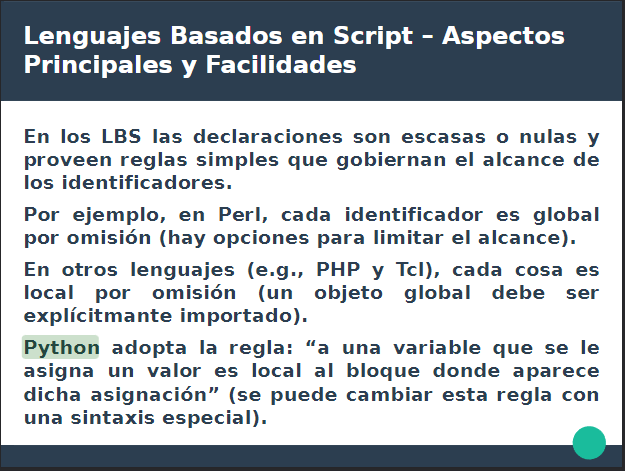 Lenguajes Basados en Script – Aspectos
Principales y Facilidades
En los LBS las declaraciones son escasas o nulas y
proveen reglas simples que gobiernan el alcance de
los identificadores.
Por ejemplo, en Perl, cada identificador es global
por omisión (hay opciones para limitar el alcance).
En otros lenguajes (e.g., PHP y Tcl), cada cosa es
local por omisión (un objeto global debe ser
explícitmante importado).
Python adopta la regla: “a una variable que se le
asigna un valor es local al bloque donde aparece
dicha asignación” (se puede cambiar esta regla con
una sintaxis especial).